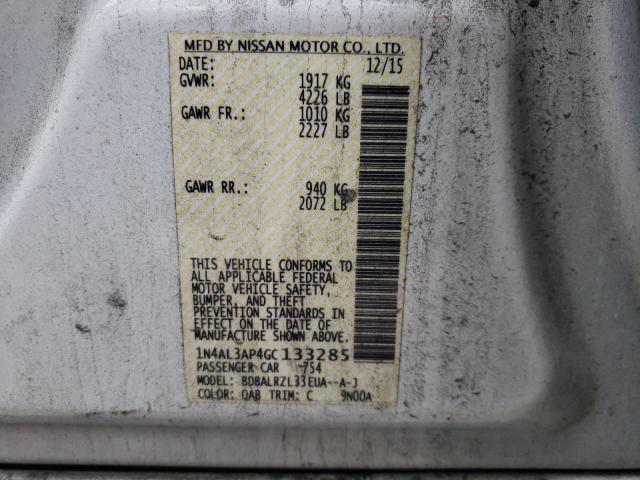 MFD BY NISSAN MOTOR CO., LTD.
DATE: 12/15
GVWR: 1917 KG
4226 LB
GAWR FR.: 1010 KG
2227 LB
GAWR RR.: 940 KG
2072 LB
THIS VEHICLE CONFORMS TO
ALL APPLICABLE FEDERAL
MOTOR VEHICLE SAFETY,
BUMPER, AND THEFT
PREVENTION STANDARDS IN
EFFECT ON THE DATE OF
MANUFACTURE SHOWN ABOVE.
1N4AL3AP4GC 133285
PASSENGER CAR 754
MODEL: BDBALRZL33EUA--A-J
COLOR: QAB TRIM: C 9N00A